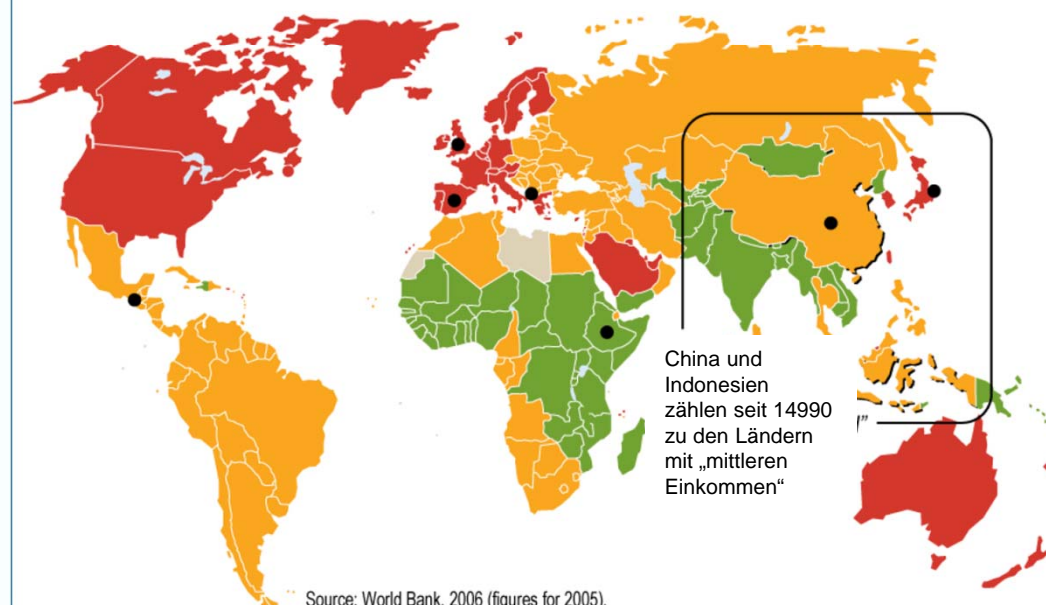 China und
Indonesien
zählen seit 14990
zu den Ländern
mit „mittleren
Einkommen“
Source: World Bank, 2006 (figures for 2005).